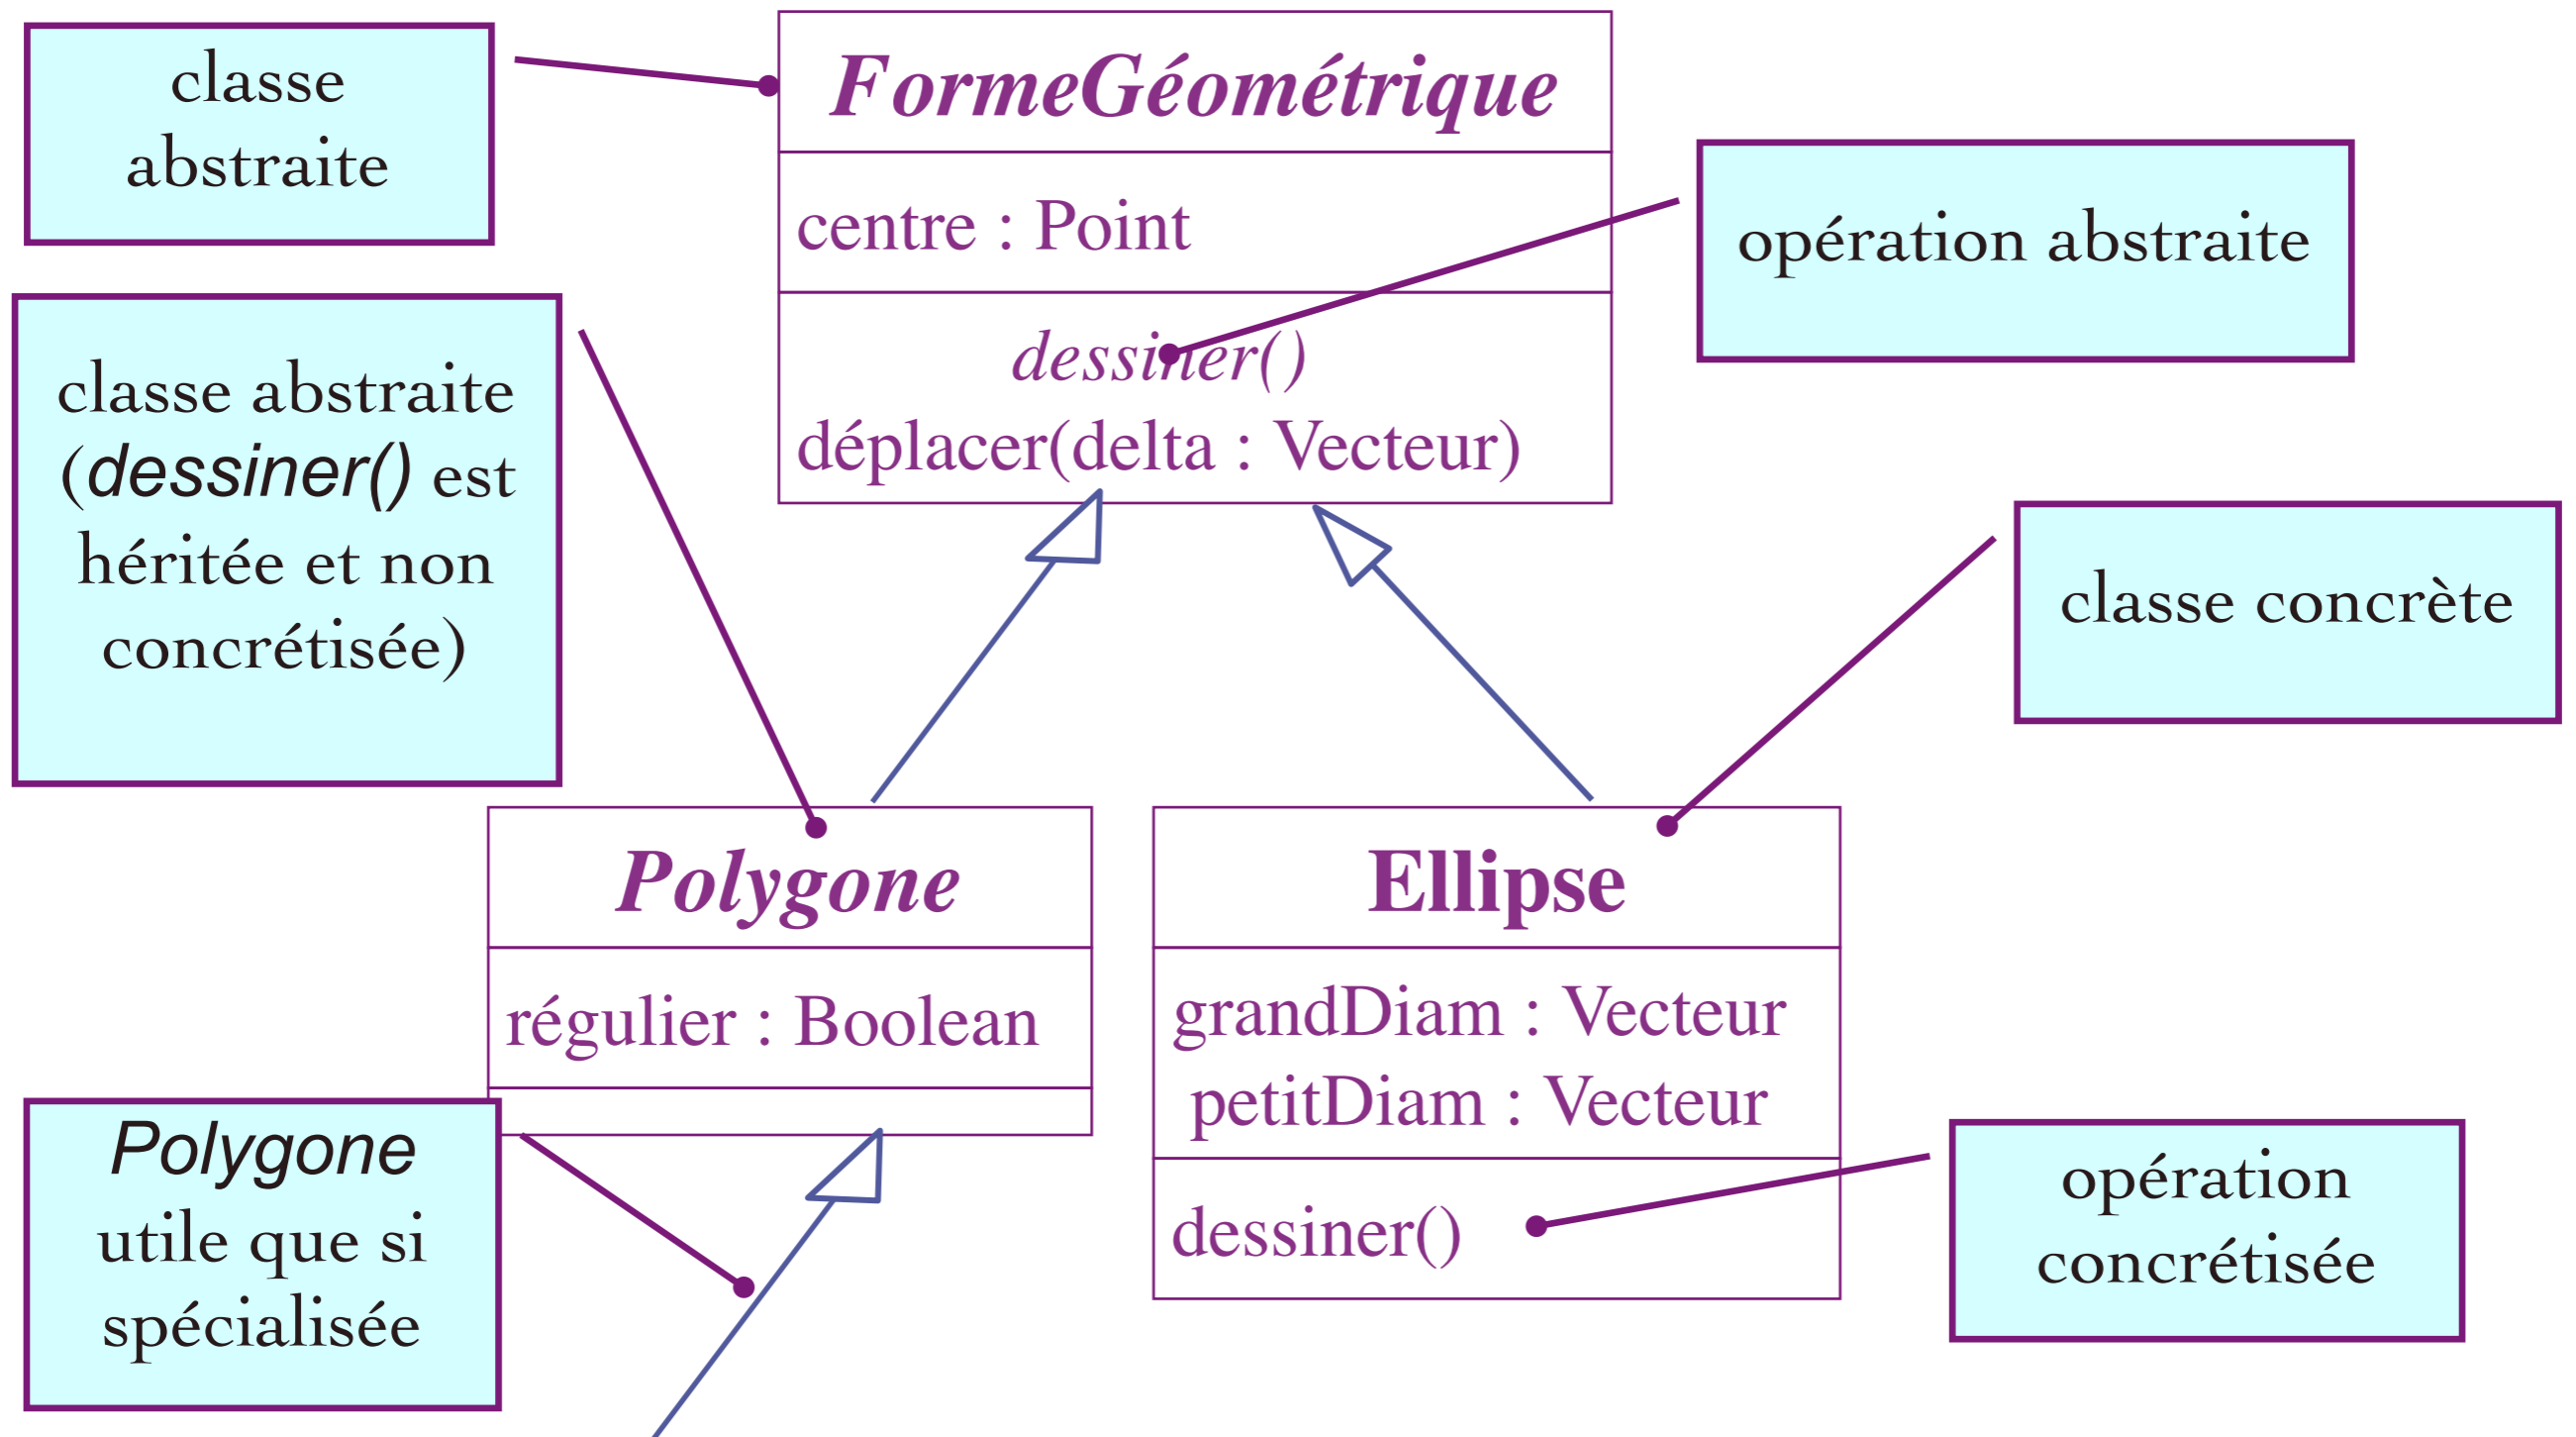 classe
abstraite
FormeGéométrique
centre : Point
dessiner()
déplacer(delta : Vecteur)
opération abstraite
classe abstraite
(dessiner() est
héritée et non
concrétisée)
classe concrète
Polygone
régulier : Boolean
Ellipse
grandDiam : Vecteur
petitDiam : Vecteur
dessiner()
Polygone
utile que si
spécialisée
opération
concrétisée